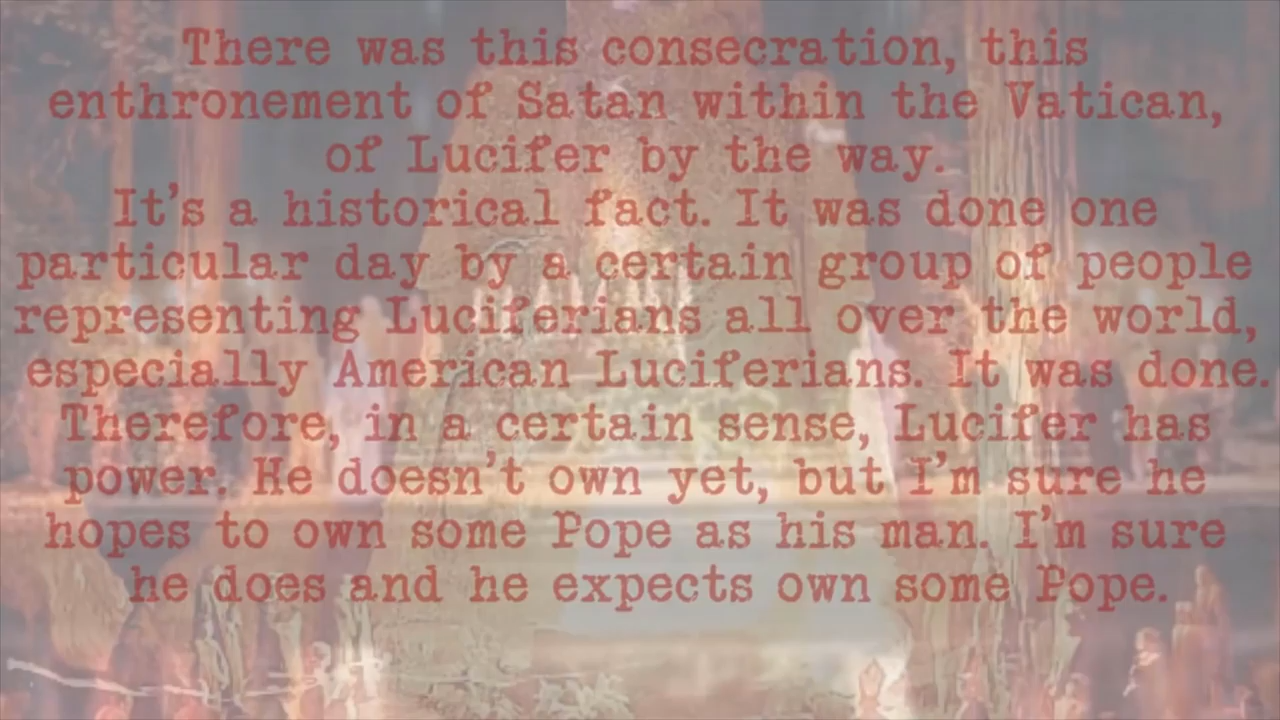 There was this consecration, this
enthronement of Satan within the Vatican,
of Lucifer by the way.
It's a historical fact. It was done one
particular day by a certain group of people
representing Luciferians all over the world,
especially American Luciferians. It was done.
Therefore, in a certain sense, Lucifer has
power. He doesn't own yet, but I'm sure he
hopes to own some Pope as his man. I'm sure
he does and he expects own some Pope.